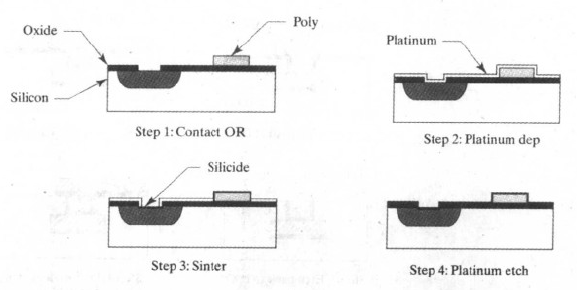 Oxide
Poly
Silicon
Step 1: Contact OR
Platinum
Step 2: Platinum dep
Silicide
Step 3: Sinter
Step 4: Platinum etch